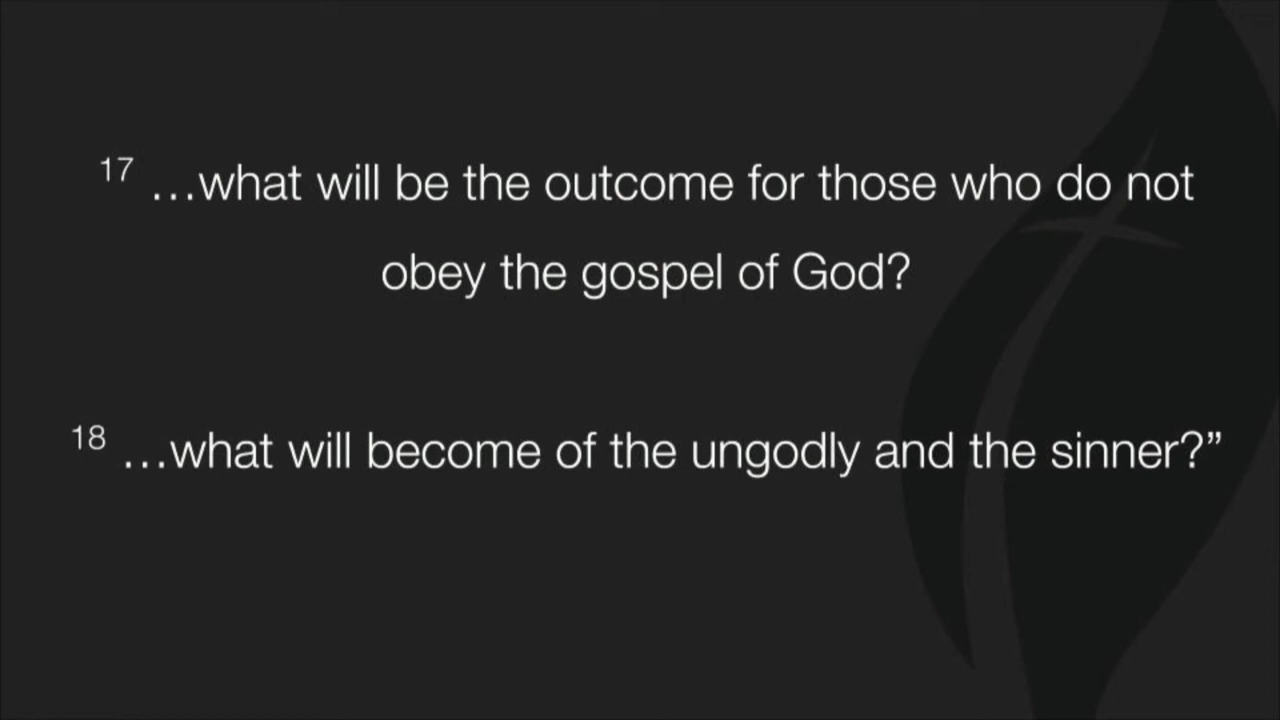 17 …what will be the outcome for those who do not
obey the gospel of God?
18 …what will become of the ungodly and the sinner?”